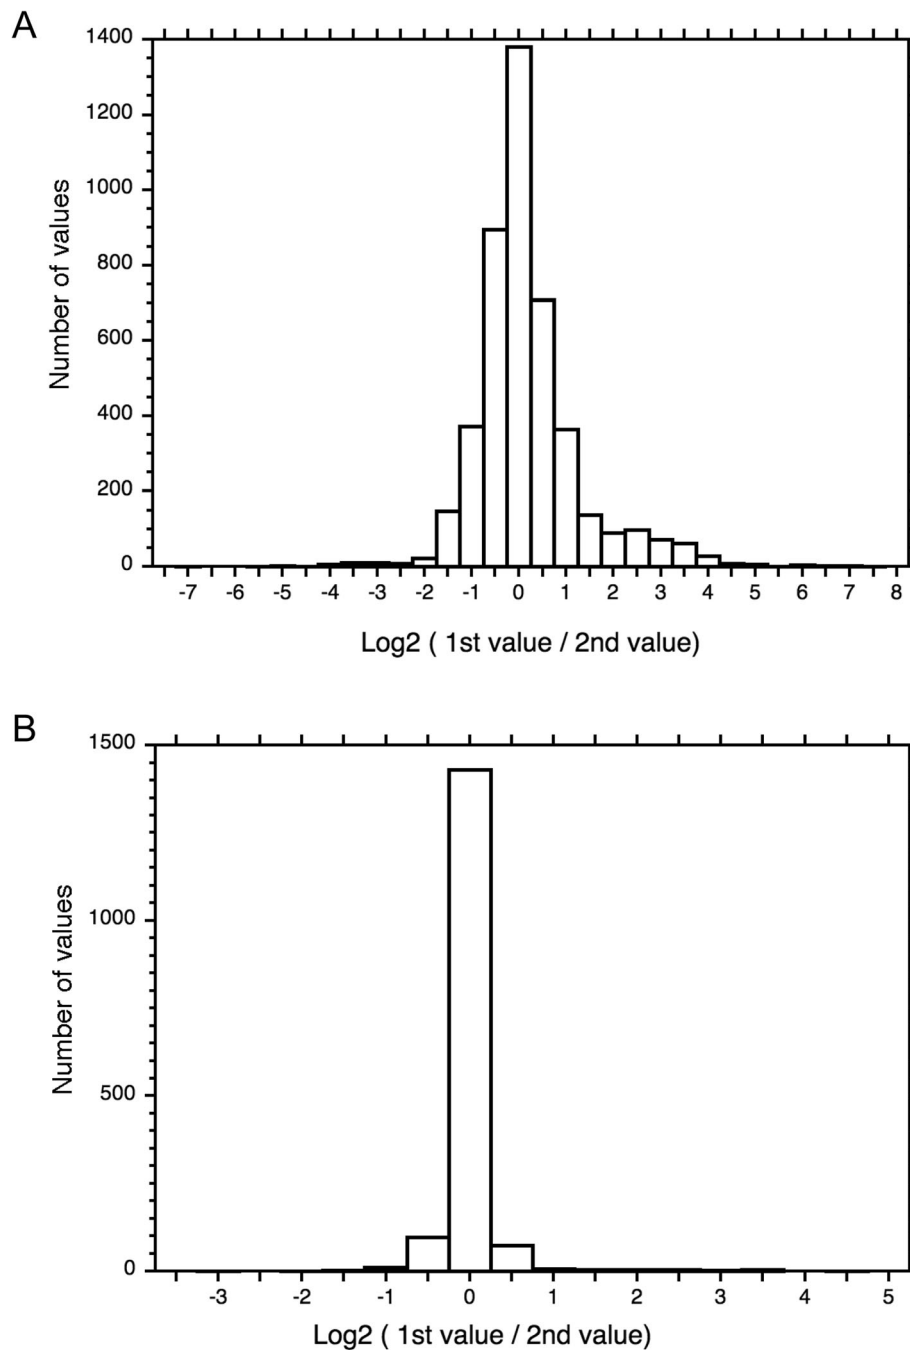 A
1400
1200
1000
800
600
400
200
0
Number of values
-7 -6 -5 -4 -3 -2 -1 0 1 2 3 4 5 6 7 8
Log2 ( 1st value / 2nd value)
B
1500
1000
500
0
Number of values
-3 -2 -1 0 1 2 3 4 5
Log2 ( 1st value / 2nd value)